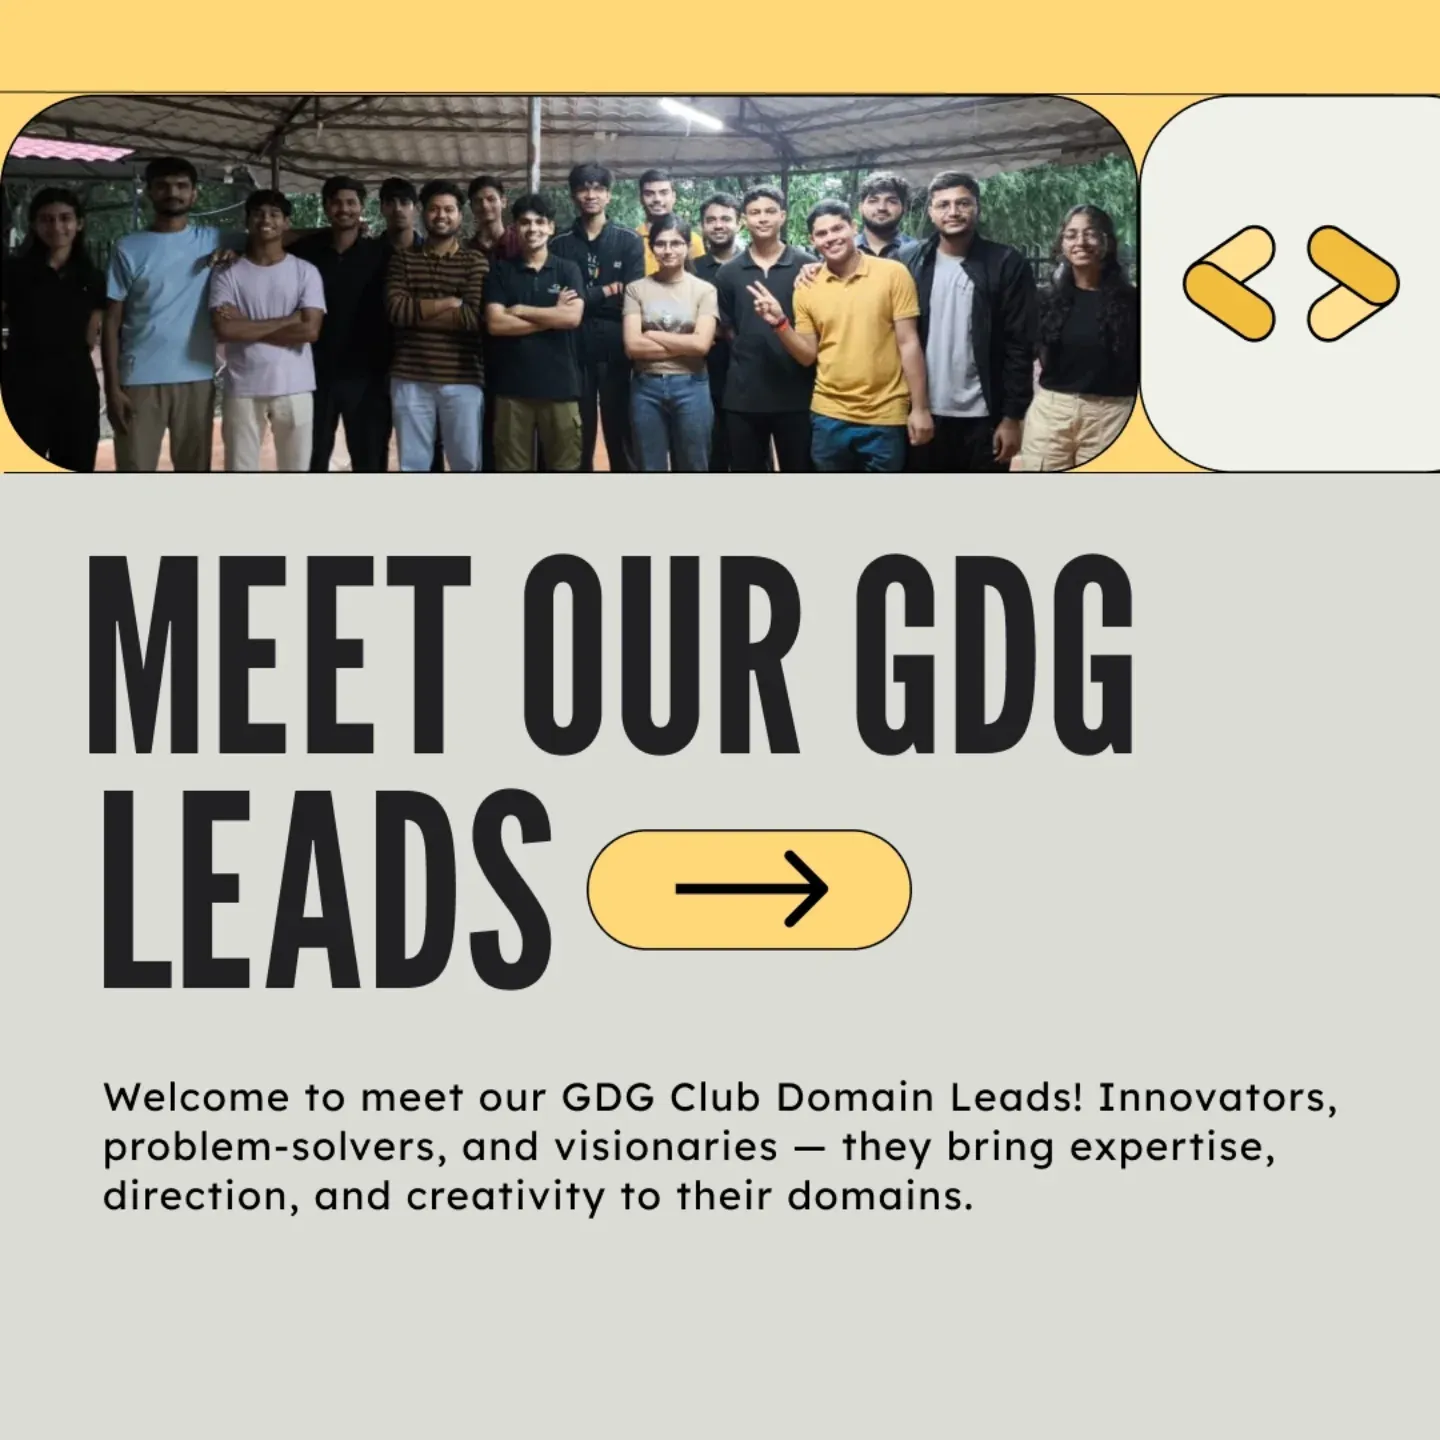 MEET OUR GDG
LEADS
Welcome to meet our GDG Club Domain Leads! Innovators,
problem-solvers, and visionaries — they bring expertise,
direction, and creativity to their domains.